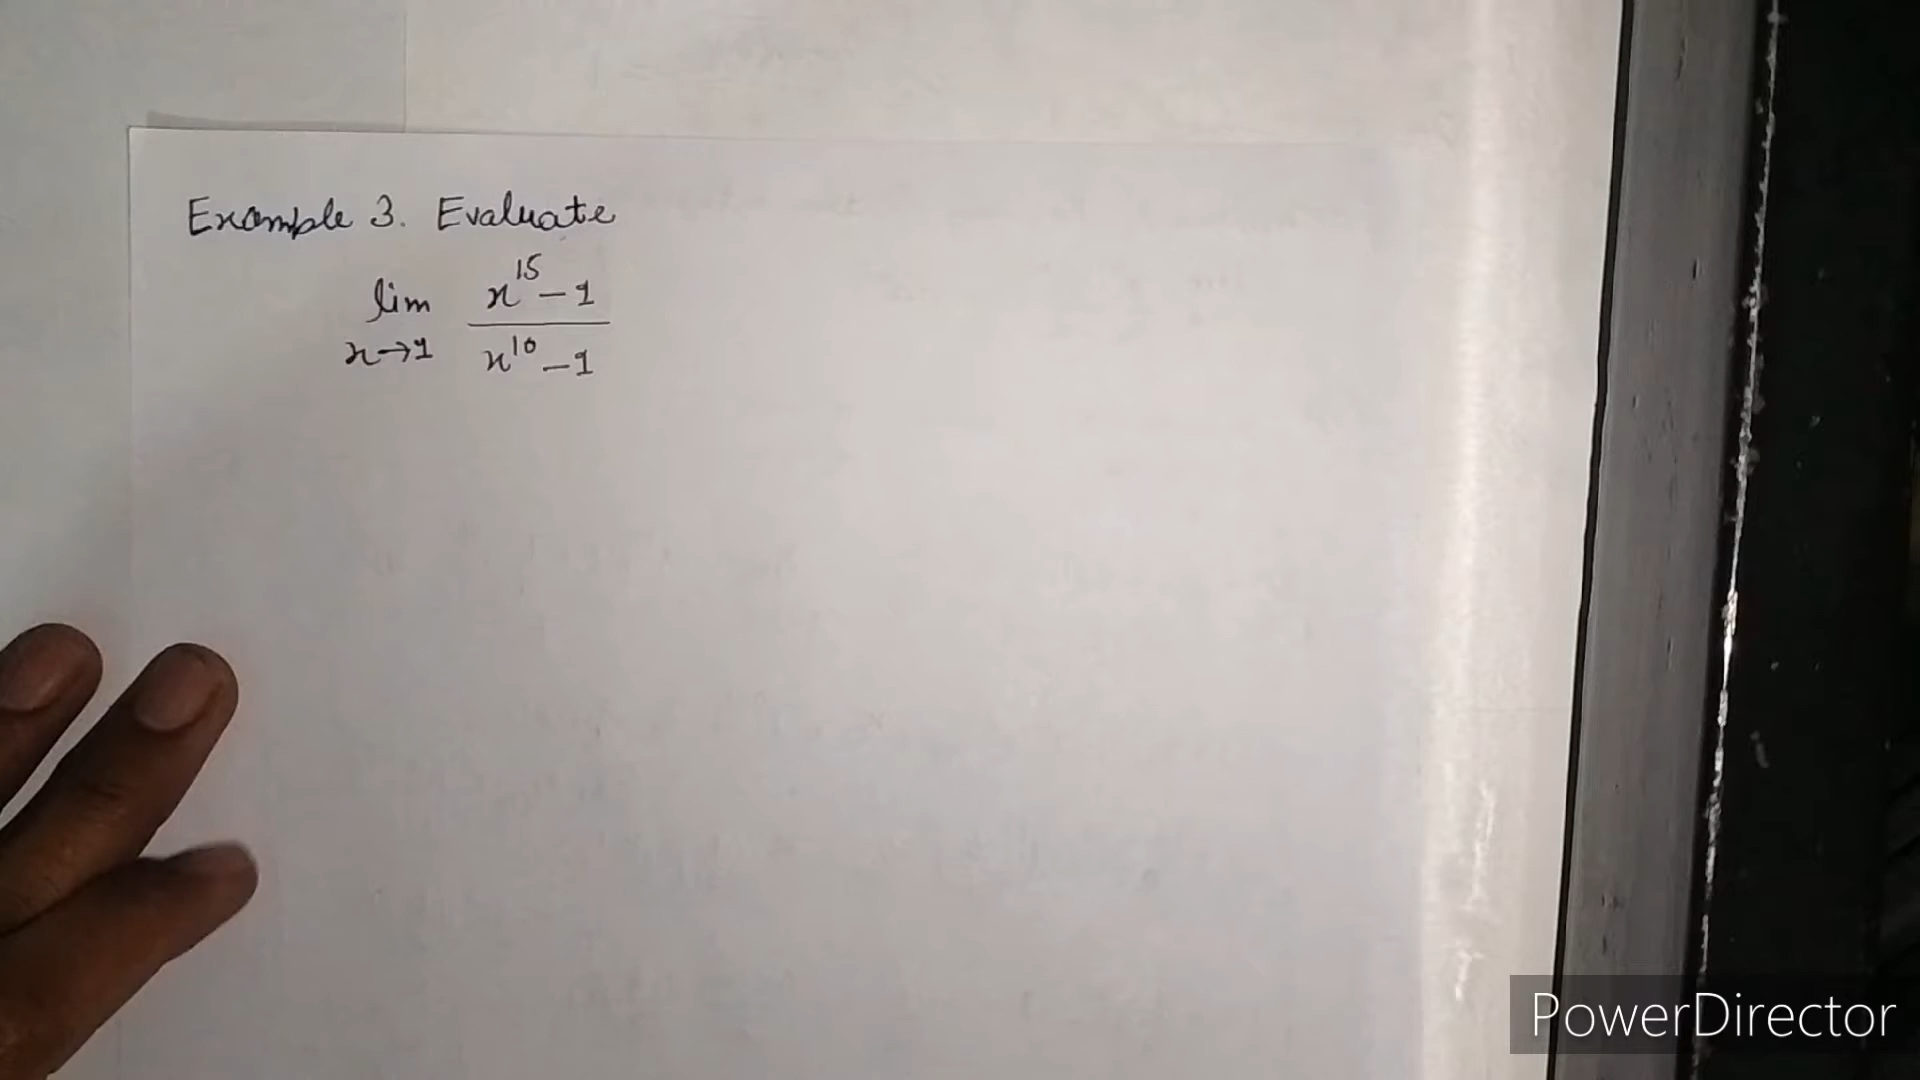 Example 3. Evaluate
lim x→1 (x^15 - 1)/(x^10 - 1)
PowerDirector